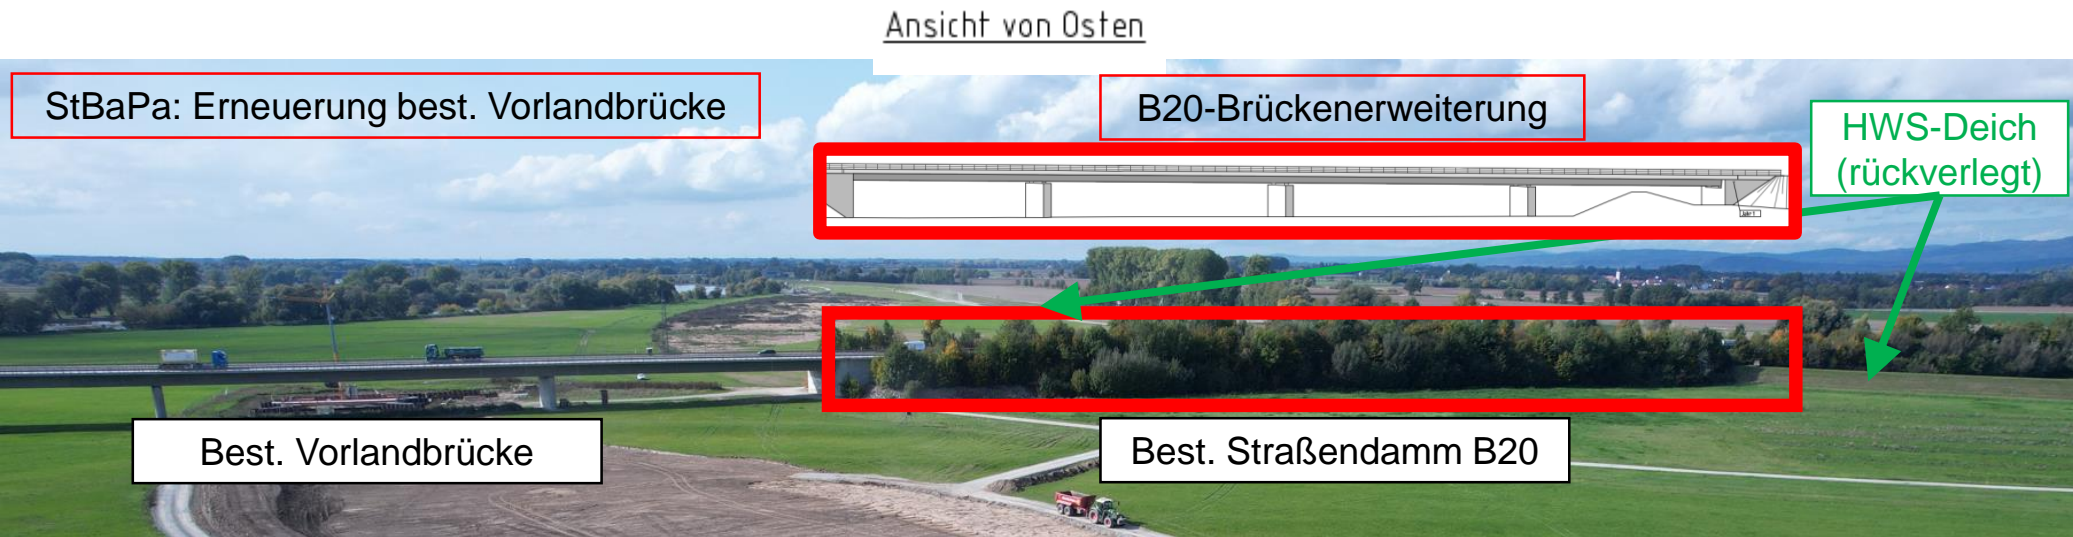 Ansicht von Osten
StBaPa: Erneuerung best. Vorlandbrücke
B20-Brückenerweiterung
HWS-Deich
(rückverlegt)
Best. Vorlandbrücke
Best. Straßendamm B20